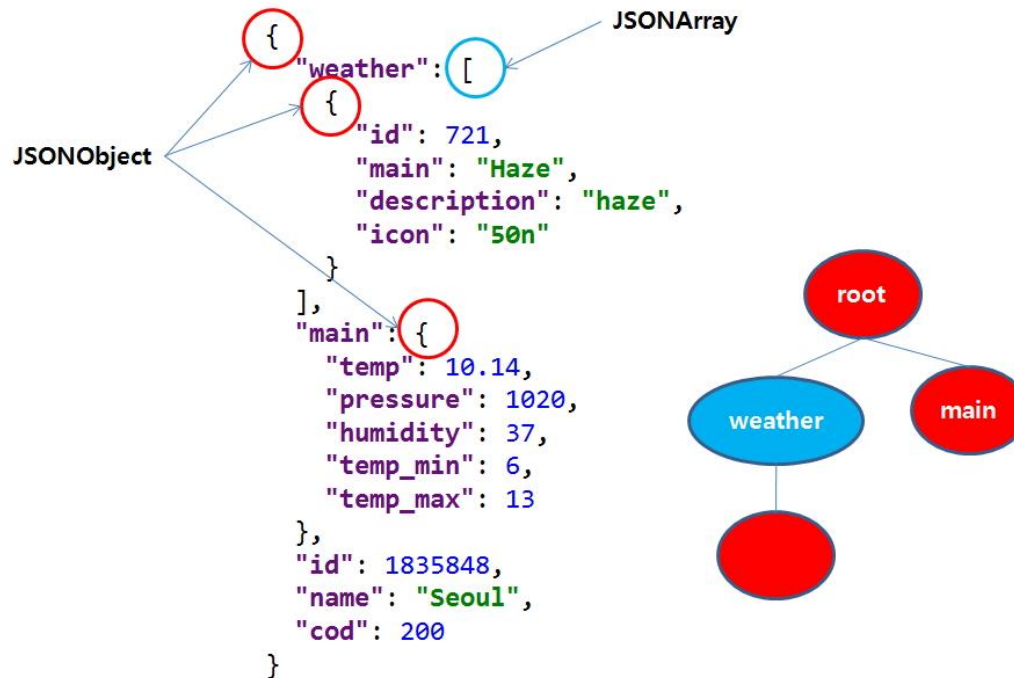 JSONArray
{
"weather": [
{
"id": 721,
"main": "Haze",
"description": "haze",
"icon": "50n"
}
],
"main": {
"temp": 10.14,
"pressure": 1020,
"humidity": 37,
"temp_min": 6,
"temp_max": 13
},
"id": 1835848,
"name": "Seoul",
"cod": 200
}
JSONObject
root
weather
main